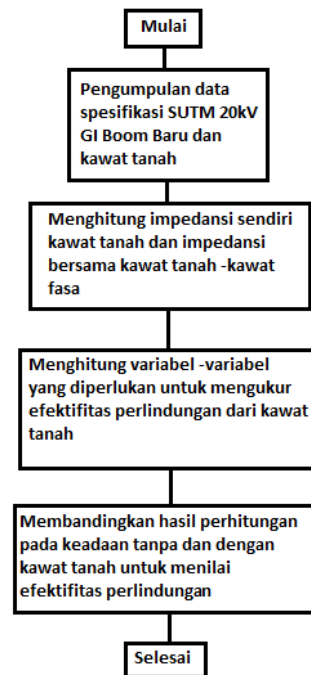 Mulai
Pengumpulan data
spesifikasi SUTM 20kV
GI Boom Baru dan
kawat tanah
Menghitung impedansi sendiri
kawat tanah dan impedansi
bersama kawat tanah -kawat
fasa
Menghitung variabel -variabel
yang diperlukan untuk mengukur
efektifitas perlindungan dari kawat
tanah
Membandingkan hasil perhitungan
pada keadaan tanpa dan dengan
kawat tanah untuk menilai
efektifitas perlindungan
Selesai